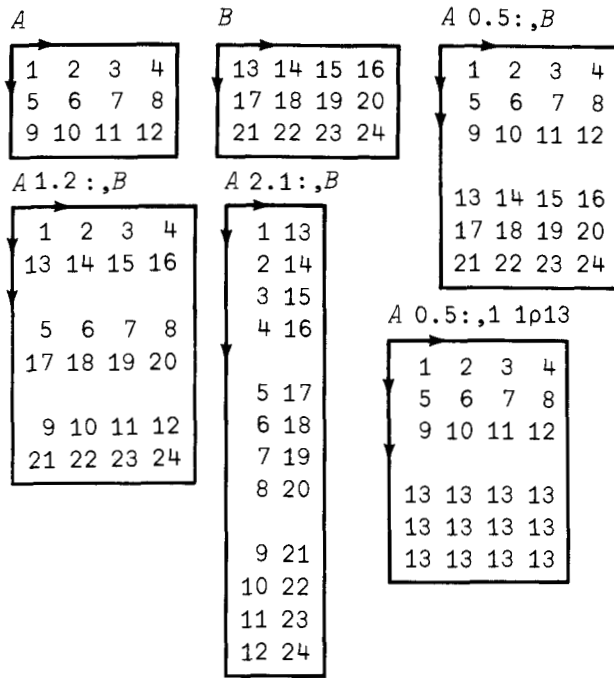 A
1 2 3 4
5 6 7 8
9 10 11 12
B
13 14 15 16
17 18 19 20
21 22 23 24
A 0.5:,B
1 2 3 4
5 6 7 8
9 10 11 12
13 14 15 16
17 18 19 20
21 22 23 24
A 1.2:,B
1 2 3 4
13 14 15 16
5 6 7 8
17 18 19 20
9 10 11 12
21 22 23 24
A 2.1:,B
1 13
2 14
3 15
4 16
5 17
6 18
7 19
8 20
9 21
10 22
11 23
12 24
A 0.5:,1 1⍴13
1 2 3 4
5 6 7 8
9 10 11 12
13 13 13 13
13 13 13 13
13 13 13 13